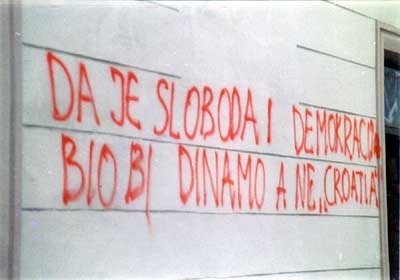 DA JE SLOBODA I DEMOKRACIJA
BIO BI DINAMO A NE „CROATIA”